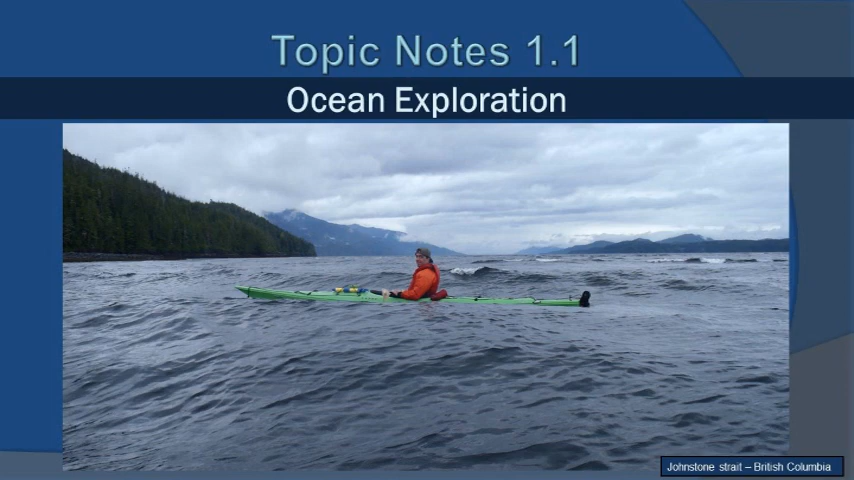 Topic Notes 1.1
Ocean Exploration
Johnstone strait – British Columbia